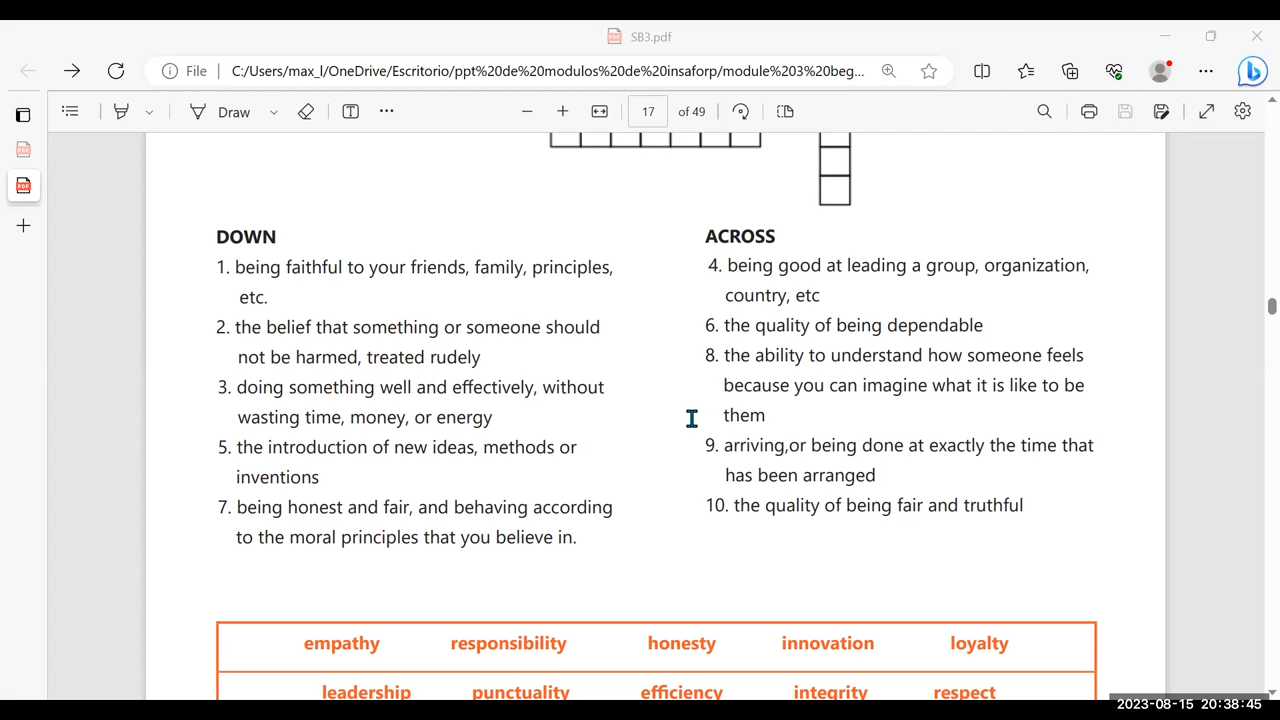 SB3.pdf
File
C:/Users/max_l/OneDrive/Escritorio/ppt%20de%20modulos%20de%20insaforp/module%203%20beg...
Draw
17 of 49
DOWN
1. being faithful to your friends, family, principles,
etc.
2. the belief that something or someone should
not be harmed, treated rudely
3. doing something well and effectively, without
wasting time, money, or energy
5. the introduction of new ideas, methods or
inventions
7. being honest and fair, and behaving according
to the moral principles that you believe in.
ACROSS
4. being good at leading a group, organization,
country, etc
6. the quality of being dependable
8. the ability to understand how someone feels
because you can imagine what it is like to be
them
9. arriving,or being done at exactly the time that
has been arranged
10. the quality of being fair and truthful
empathy responsibility honesty innovation loyalty
leadership punctuality efficiency integrity respect
2023-08-15 20:38:45